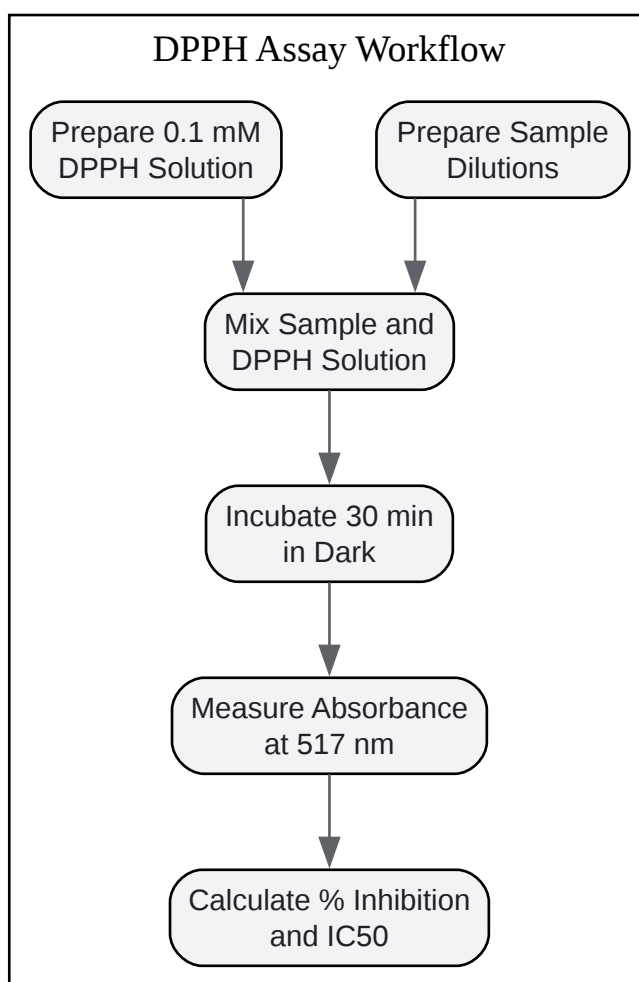 DPPH Assay Workflow
Prepare 0.1 mM
DPPH Solution
Prepare Sample
Dilutions
Mix Sample and
DPPH Solution
Incubate 30 min
in Dark
Measure Absorbance
at 517 nm
Calculate % Inhibition
and IC50